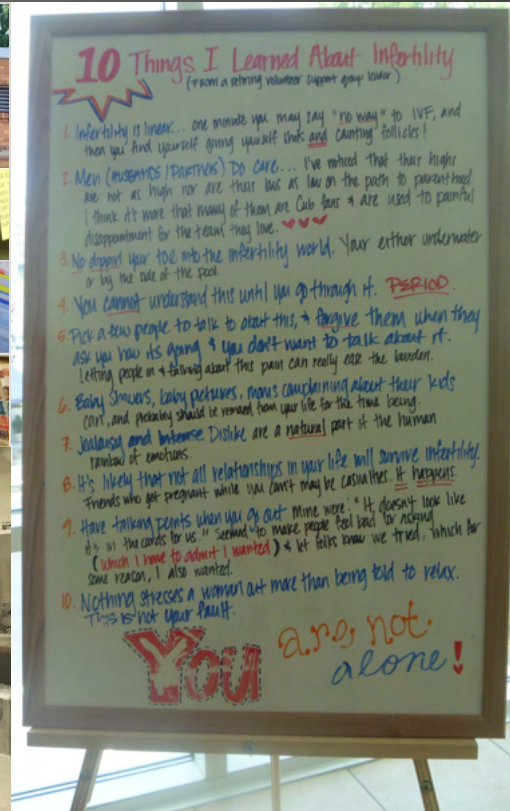 10 Things I Learned About Infertility
(From a retiring volunteer support group leader)
1. Infertility is linear... one minute you may say "no way" to IVF, and
then you find yourself giving yourself shots and counting follicles!
2. Men (husbands/Partners) Do care... I've noticed that their highs
are not as high nor are their lows as low on the path to parenthood.
I think it's more that many of them are Cub fans & are used to painful
disappointment for the team they love.
3. No dippin' your toe into the infertility world. Your either underwater
or by the side of the pool.
4. You cannot understand this until you go through it. PERIOD.
5. Pick a few people to talk to about this, & forgive them when they
ask you how its going & you don't want to talk about it.
Letting people in & talking about this pain can really ease the burden.
6. Baby Showers, baby pictures, moms complaining about their kids
can, and probably should be removed from your life for the time being.
7. Jealousy and Intense Dislike are a natural part of the human
rainbow of emotions.
8. It's likely that not all relationships in your life will survive infertility.
Friends who get pregnant while you can't may be casualties. It happens.
9. Have talking points when you go out mine were: "It doesn't look like
it's in the cards for us." Seemed to make people feel bad for asking
(which I have to admit I wanted) & let folks know we tried, which for
some reason, I also wanted.
10. Nothing stresses a woman out more than being told to relax.
This is not your fault.
You are not
alone!